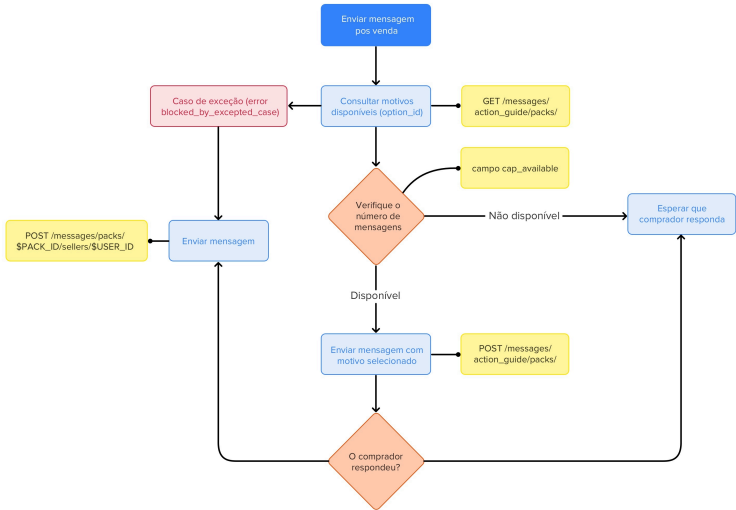 Enviar mensagem
pos venda
Caso de exceção (error
blocked_by_excepted_case)
Consultar motivos
disponíveis (option_id)
GET /messages/
action_guide/packs/
campo cap_available
Verifique o
número de
mensagens
Não disponível
Esperar que
comprador responda
POST /messages/packs/
$PACK_ID/sellers/$USER_ID
Enviar mensagem
Disponível
Enviar mensagem com
motivo selecionado
POST /messages/
action_guide/packs/
O comprador
respondeu?